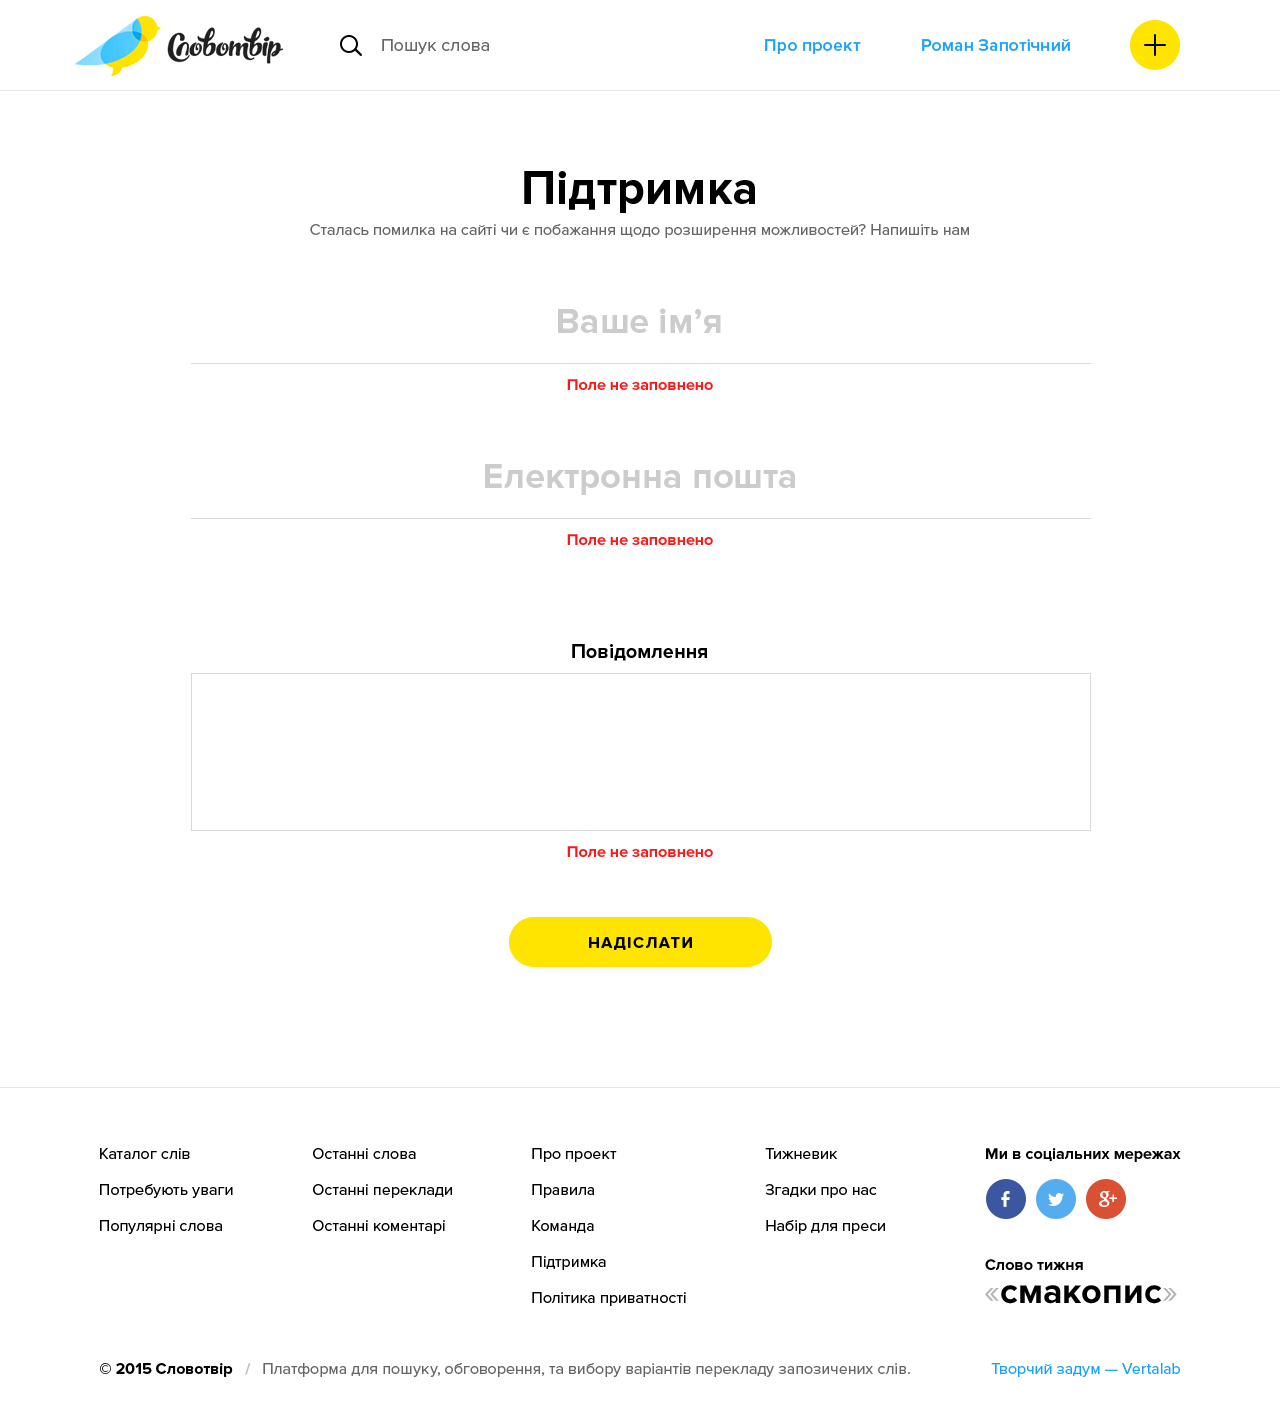 Словотвір
Пошук слова
Про проект
Роман Запотічний
Підтримка
Сталась помилка на сайті чи є побажання щодо розширення можливостей? Напишіть нам
Ваше ім’я
Поле не заповнено
Електронна пошта
Поле не заповнено
Повідомлення
Поле не заповнено
НАДІСЛАТИ
Каталог слів
Потребують уваги
Популярні слова
Останні слова
Останні переклади
Останні коментарі
Про проект
Правила
Команда
Підтримка
Політика приватності
Тижневик
Згадки про нас
Набір для преси
Ми в соціальних мережах
Слово тижня
«смакопис»
© 2015 Словотвір / Платформа для пошуку, обговорення, та вибору варіантів перекладу запозичених слів.
Творчий задум — Vertalab